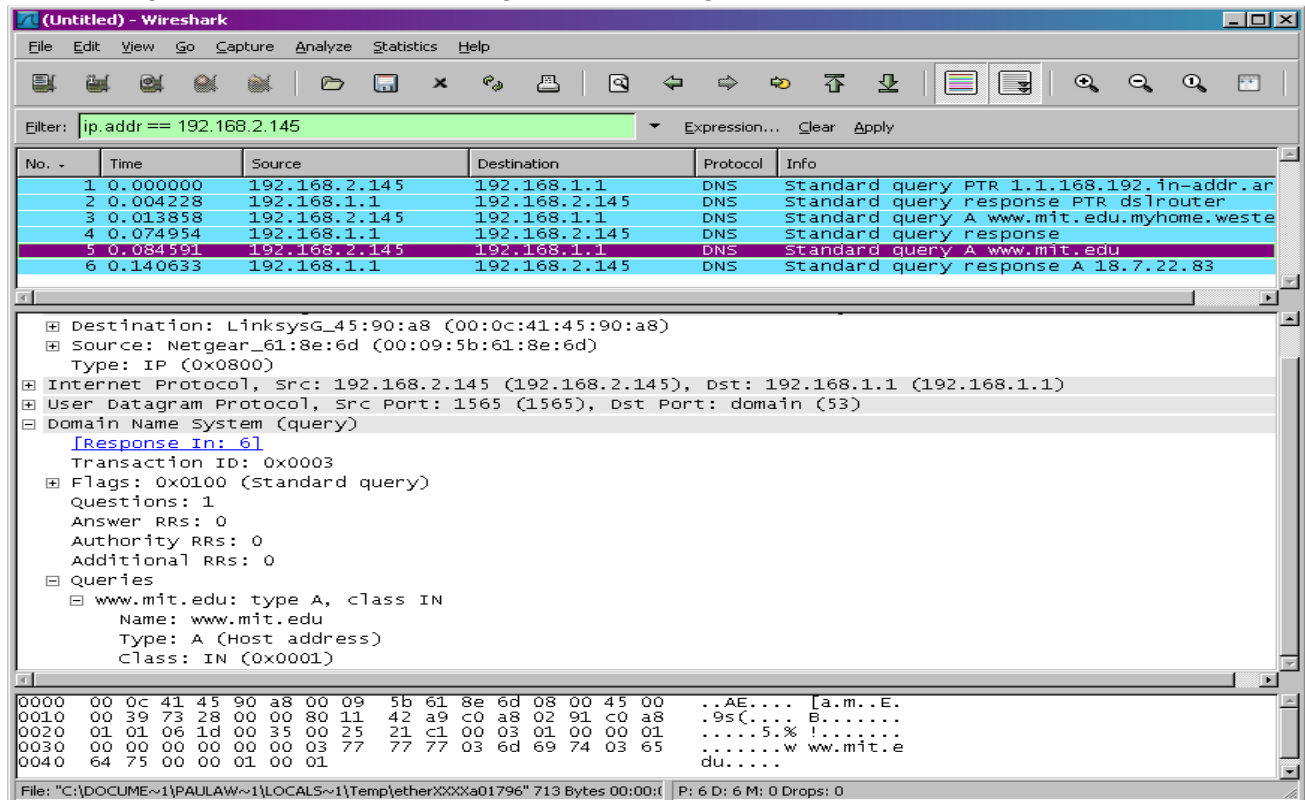 (Untitled) - Wireshark
File Edit View Go Capture Analyze Statistics Help
Filter: ip.addr == 192.168.2.145 Expression... Clear Apply
No. - Time Source Destination Protocol Info
1 0.000000 192.168.2.145 192.168.1.1 DNS Standard query PTR 1.1.168.192.in-addr.ar
2 0.004228 192.168.1.1 192.168.2.145 DNS Standard query response PTR dslrouter
3 0.013858 192.168.2.145 192.168.1.1 DNS Standard query A www.mit.edu.myhome.weste
4 0.074954 192.168.1.1 192.168.2.145 DNS Standard query response
5 0.084591 192.168.2.145 192.168.1.1 DNS Standard query A www.mit.edu
6 0.140633 192.168.1.1 192.168.2.145 DNS Standard query response A 18.7.22.83
Destination: LinksysG_45:90:a8 (00:0c:41:45:90:a8)
Source: Netgear_61:8e:6d (00:09:5b:61:8e:6d)
Type: IP (0x0800)
Internet Protocol, Src: 192.168.2.145 (192.168.2.145), Dst: 192.168.1.1 (192.168.1.1)
User Datagram Protocol, Src Port: 1565 (1565), Dst Port: domain (53)
Domain Name System (query)
[Response In: 6]
Transaction ID: 0x0003
Flags: 0x0100 (Standard query)
Questions: 1
Answer RRs: 0
Authority RRs: 0
Additional RRs: 0
Queries
www.mit.edu: type A, class IN
Name: www.mit.edu
Type: A (Host address)
Class: IN (0x0001)
0000 00 0c 41 45 90 a8 00 09 5b 61 8e 6d 08 00 45 00 ..AE.... [a.m..E.
0010 00 39 73 28 00 00 80 11 42 a9 c0 a8 02 91 c0 a8 .9s(.... B.......
0020 01 01 06 1d 00 35 00 25 21 c1 00 03 01 00 00 01 .....5.% !.......
0030 00 00 00 00 00 00 03 77 77 77 03 6d 69 74 03 65 .......w ww.mit.e
0040 64 75 00 00 01 00 01 du.....
File: "C:\DOCUME~1\PAULAW~1\LOCALS~1\Temp\etherXXXXa01796" 713 Bytes 00:00:( P: 6 D: 6 M: 0 Drops: 0